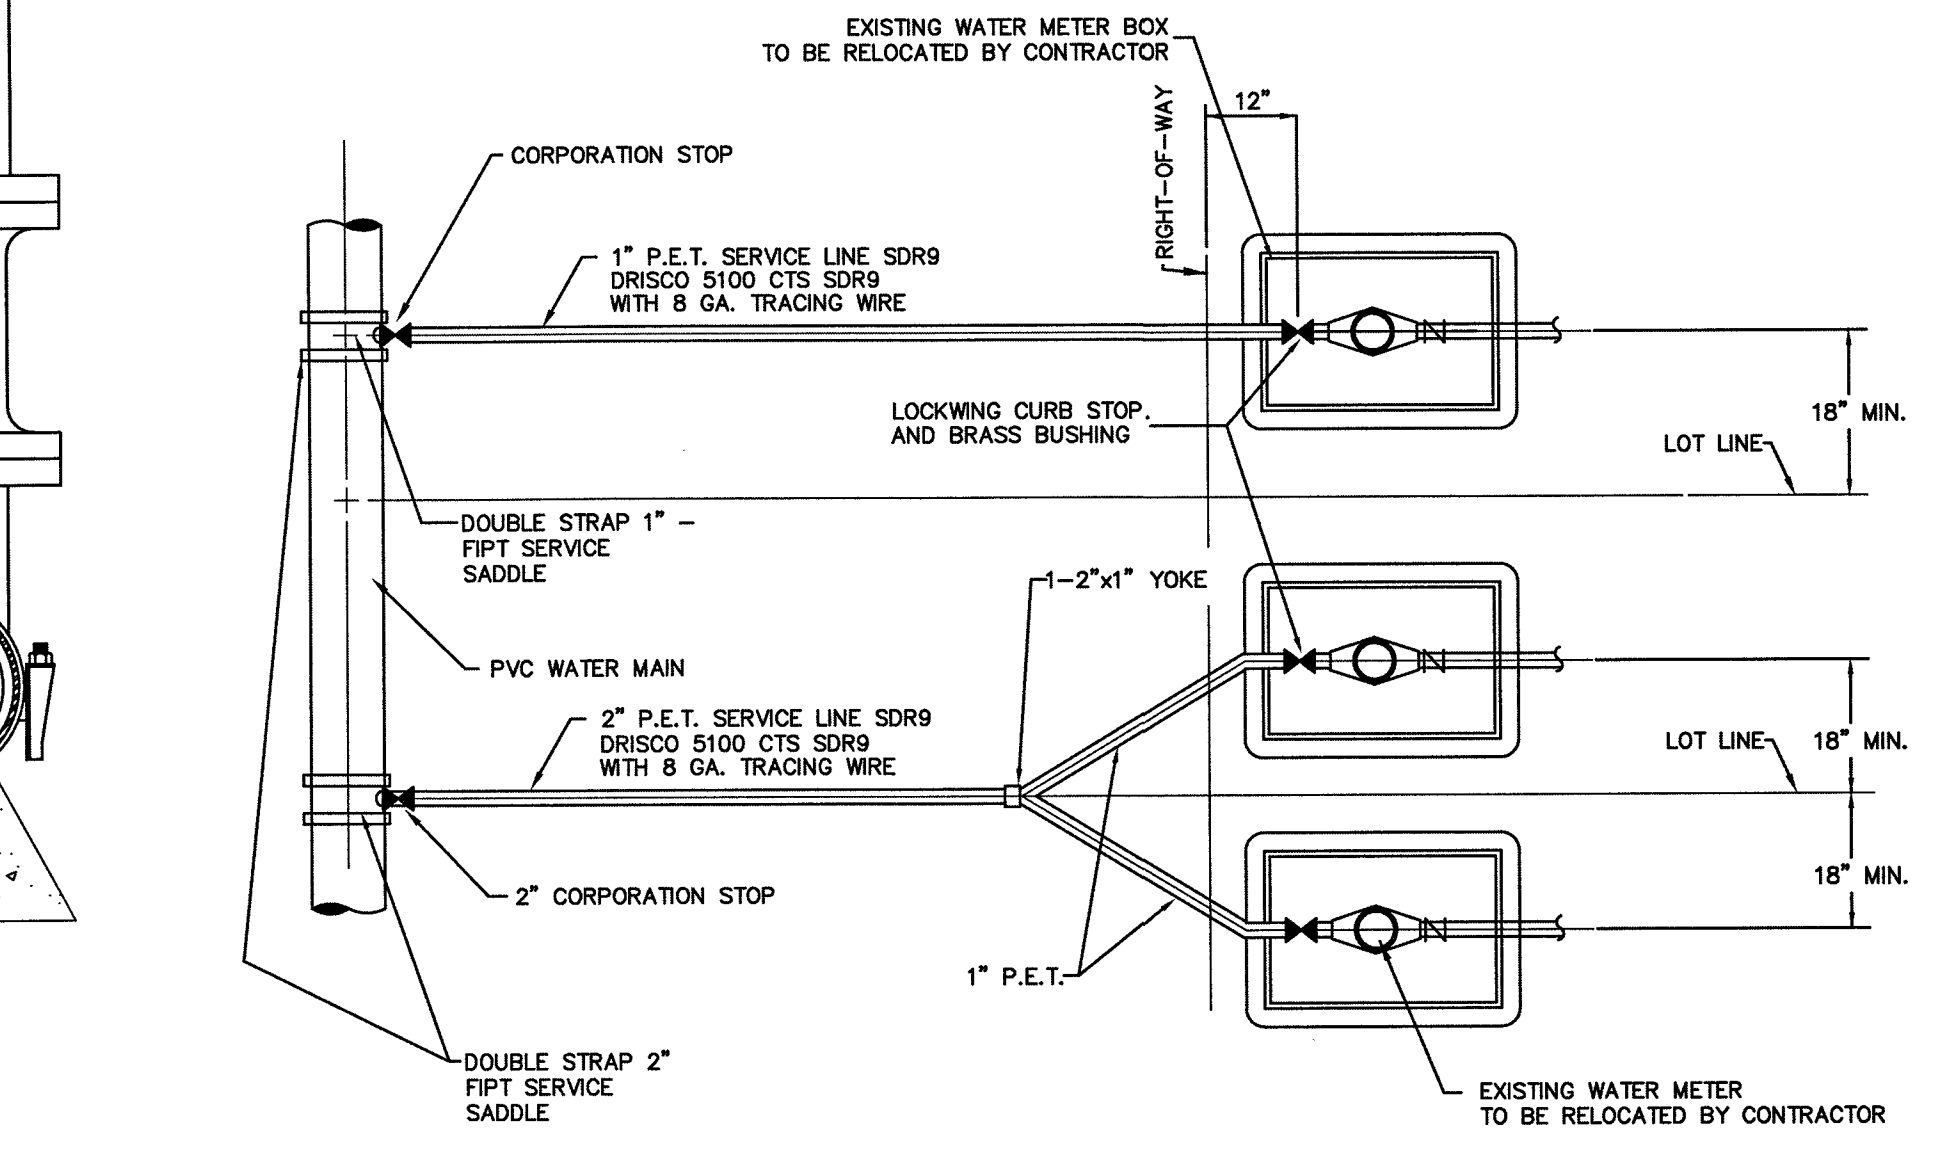 EXISTING WATER METER BOX
TO BE RELOCATED BY CONTRACTOR
12"
RIGHT-OF-WAY
CORPORATION STOP
1" P.E.T. SERVICE LINE SDR9
DRISCO 5100 CTS SDR9
WITH 8 GA. TRACING WIRE
LOCKWING CURB STOP.
AND BRASS BUSHING
18" MIN.
LOT LINE
DOUBLE STRAP 1" -
FIPT SERVICE
SADDLE
1-2"x1" YOKE
PVC WATER MAIN
2" P.E.T. SERVICE LINE SDR9
DRISCO 5100 CTS SDR9
WITH 8 GA. TRACING WIRE
LOT LINE
18" MIN.
18" MIN.
2" CORPORATION STOP
1" P.E.T.
DOUBLE STRAP 2"
FIPT SERVICE
SADDLE
EXISTING WATER METER
TO BE RELOCATED BY CONTRACTOR